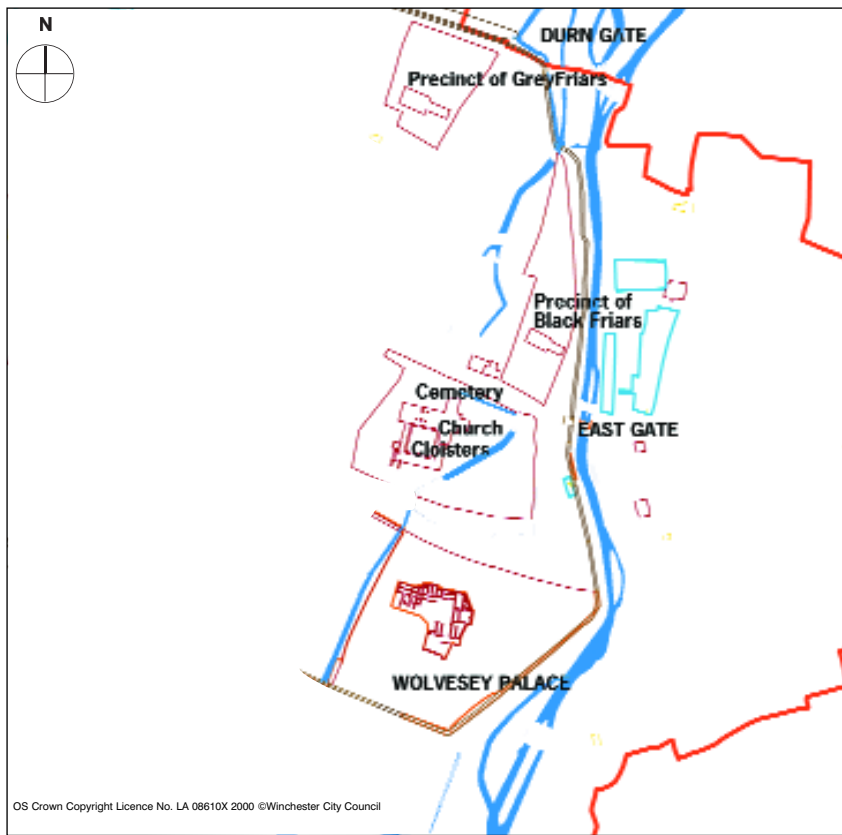 N
DURN GATE
Precinct of GreyFriars
Precinct of
Black Friars
Cemetery
Church
Cloisters
EAST GATE
WOLVESEY PALACE
OS Crown Copyright Licence No. LA 08610X 2000 ©Winchester City Council